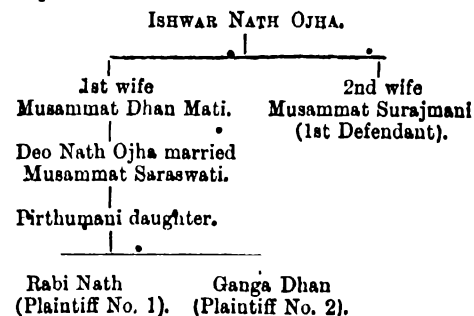 ISHWAR NATH OJHA.
1st wife 2nd wife
Musammat Dhan Mati. Musammat Surajmani
(1st Defendant).
Deo Nath Ojha married
Musammat Saraswati.
Pirthumani daughter.
Rabi Nath Ganga Dhan
(Plaintiff No. 1). (Plaintiff No. 2).